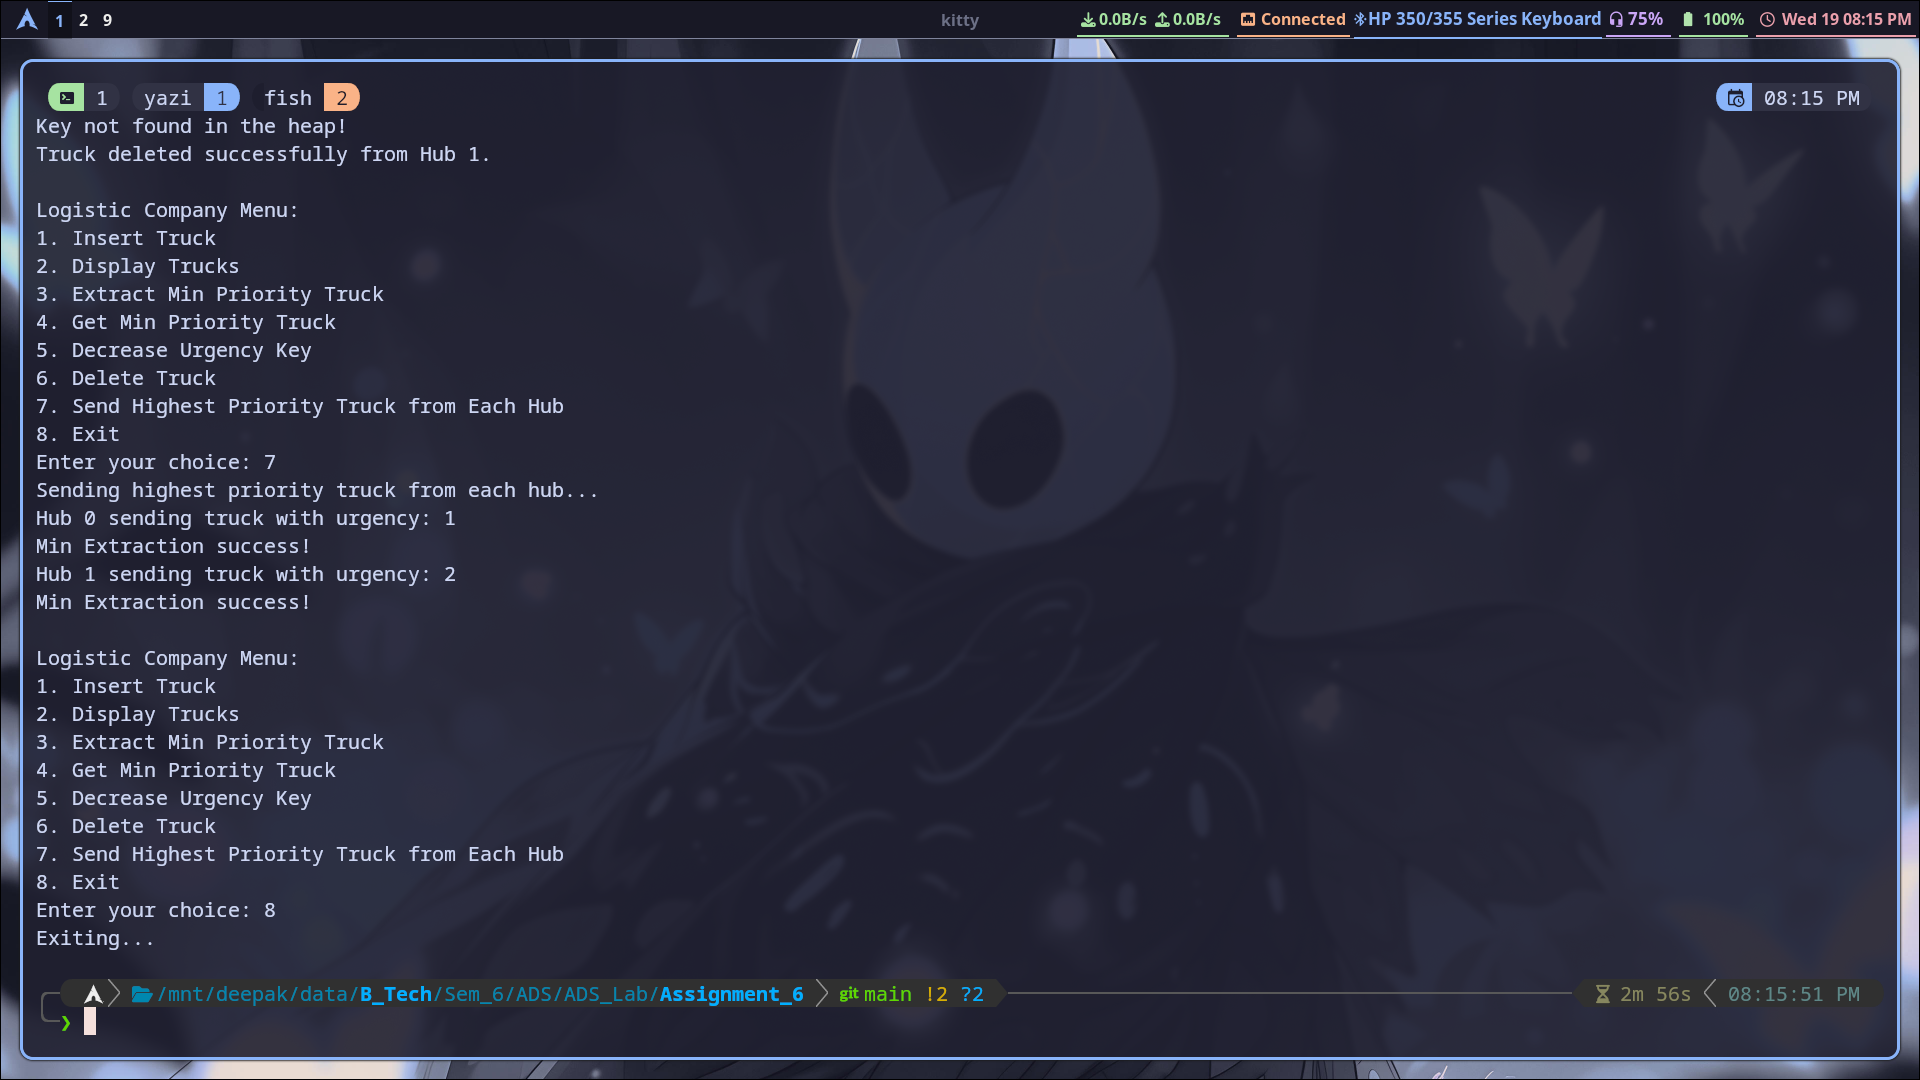 1 2 9 kitty 0.0B/s 0.0B/s Connected HP 350/355 Series Keyboard 75% 100% Wed 19 08:15 PM
1 yazi 1 fish 2 08:15 PM
Key not found in the heap!
Truck deleted successfully from Hub 1.
Logistic Company Menu:
1. Insert Truck
2. Display Trucks
3. Extract Min Priority Truck
4. Get Min Priority Truck
5. Decrease Urgency Key
6. Delete Truck
7. Send Highest Priority Truck from Each Hub
8. Exit
Enter your choice: 7
Sending highest priority truck from each hub...
Hub 0 sending truck with urgency: 1
Min Extraction success!
Hub 1 sending truck with urgency: 2
Min Extraction success!
Logistic Company Menu:
1. Insert Truck
2. Display Trucks
3. Extract Min Priority Truck
4. Get Min Priority Truck
5. Decrease Urgency Key
6. Delete Truck
7. Send Highest Priority Truck from Each Hub
8. Exit
Enter your choice: 8
Exiting...
/mnt/deepak/data/B_Tech/Sem_6/ADS/ADS_Lab/Assignment_6 git main !2 ?2 2m 56s 08:15:51 PM
❯